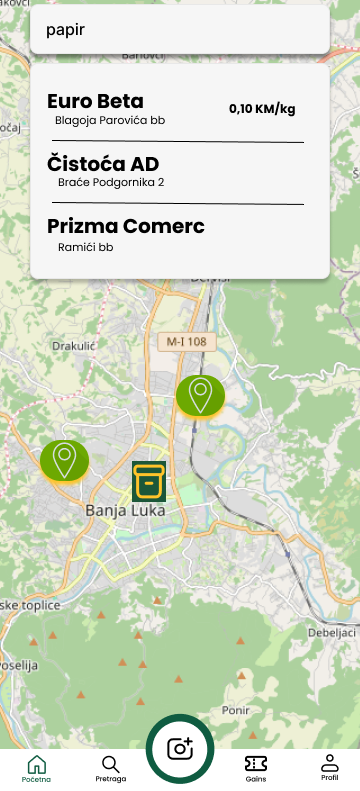 papir
Euro Beta
0,10 KM/kg
Blagoja Parovića bb
Čistoća AD
Braće Podgornika 2
Prizma Comerc
Ramići bb
Drakulić
M-I 108
Banja Luka
ske toplice
Debeljaci
Ponir
Početna
Pretraga
Gains
Profil